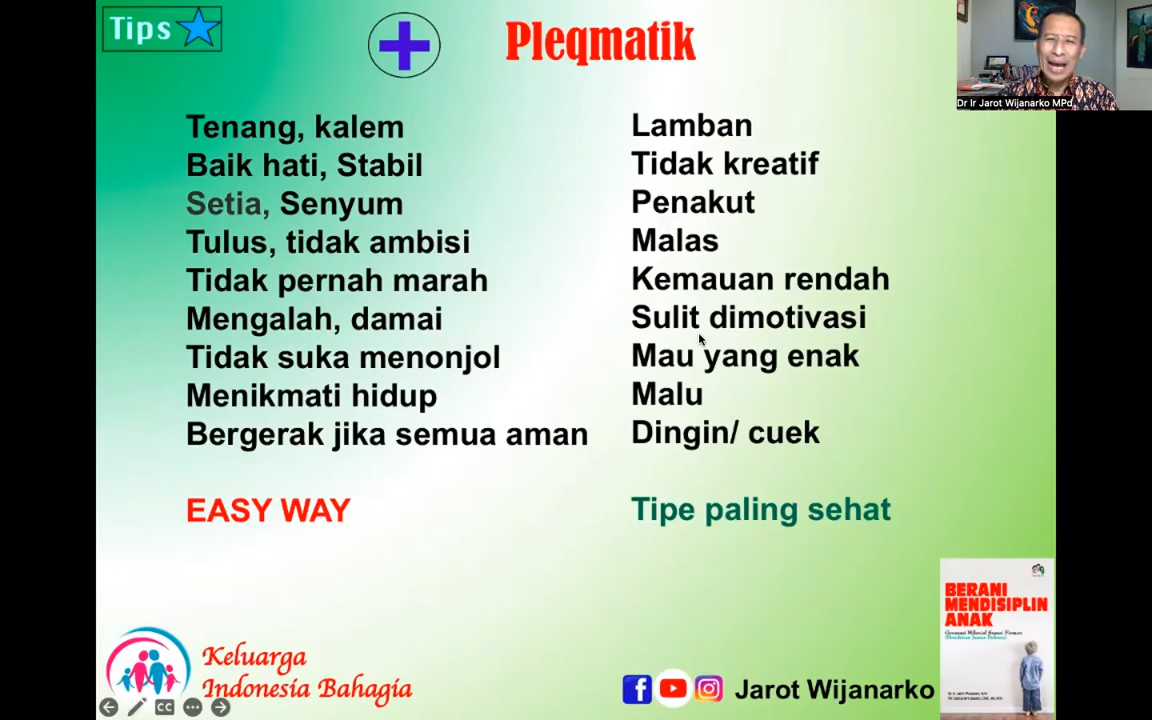 Tips
Pleqmatik
Dr Ir Jarot Wijanarko MPd
Tenang, kalem
Baik hati, Stabil
Setia, Senyum
Tulus, tidak ambisi
Tidak pernah marah
Mengalah, damai
Tidak suka menonjol
Menikmati hidup
Bergerak jika semua aman
EASY WAY
Lamban
Tidak kreatif
Penakut
Malas
Kemauan rendah
Sulit dimotivasi
Mau yang enak
Malu
Dingin/ cuek
Tipe paling sehat
Keluarga
Indonesia Bahagia
CC
Jarot Wijanarko
BERANI
MENDISIPLIN
ANAK